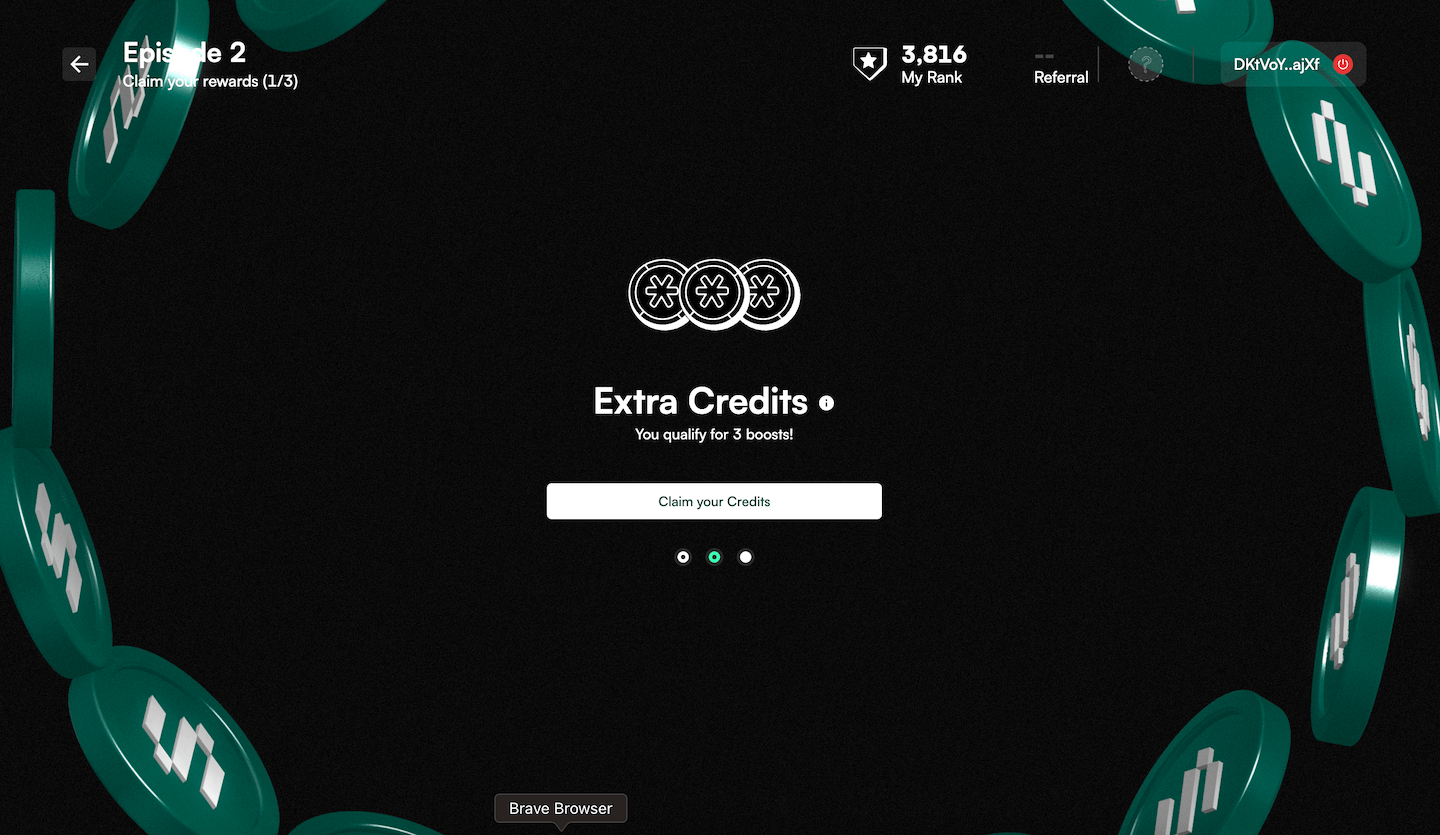 Episode 2
Claim your rewards (1/3)
3,816
My Rank
--
Referral
?
DKtVoY..ajXf
Extra Credits
You qualify for 3 boosts!
Claim your Credits
Brave Browser